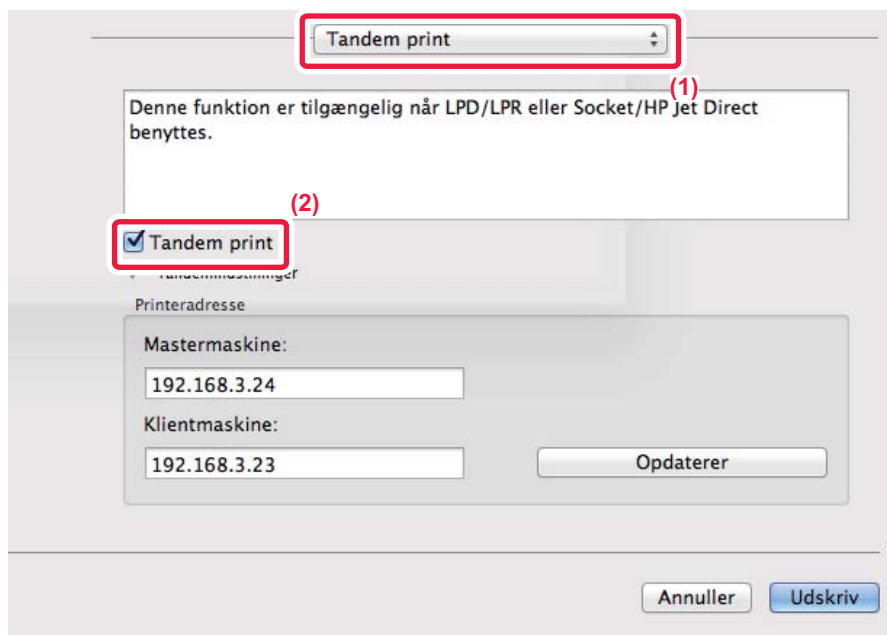 Tandem print
(1)
Denne funktion er tilgængelig når LPD/LPR eller Socket/HP Jet Direct
benyttes.
(2)
Tandem print
Tandemindstillinger
Printeradresse
Mastermaskine:
192.168.3.24
Klientmaskine:
192.168.3.23
Opdaterer
Annuller
Udskriv